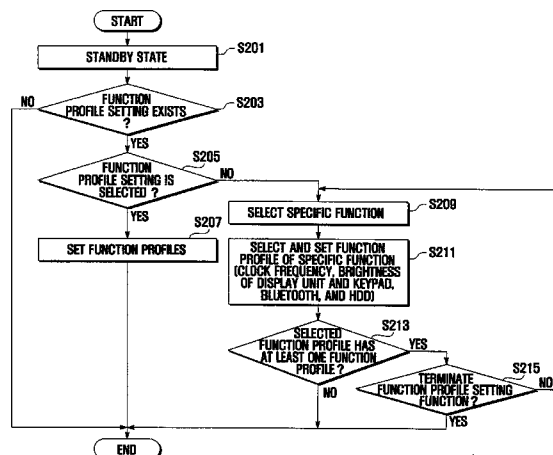 START
STANDBY STATE
S201
FUNCTION
PROFILE SETTING EXISTS
?
S203
NO
YES
FUNCTION
PROFILE SETTING IS
SELECTED ?
S205
NO
YES
SET FUNCTION PROFILES
S207
SELECT SPECIFIC FUNCTION
S209
SELECT AND SET FUNCTION
PROFILE OF SPECIFIC FUNCTION
(CLOCK FREQUENCY, BRIGHTNESS
OF DISPLAY UNIT AND KEYPAD,
BLUETOOTH, AND HDD)
S211
SELECTED
FUNCTION PROFILE HAS
AT LEAST ONE FUNCTION
PROFILE ?
S213
YES
NO
TERMINATE
FUNCTION PROFILE SETTING
FUNCTION ?
S215
NO
YES
END